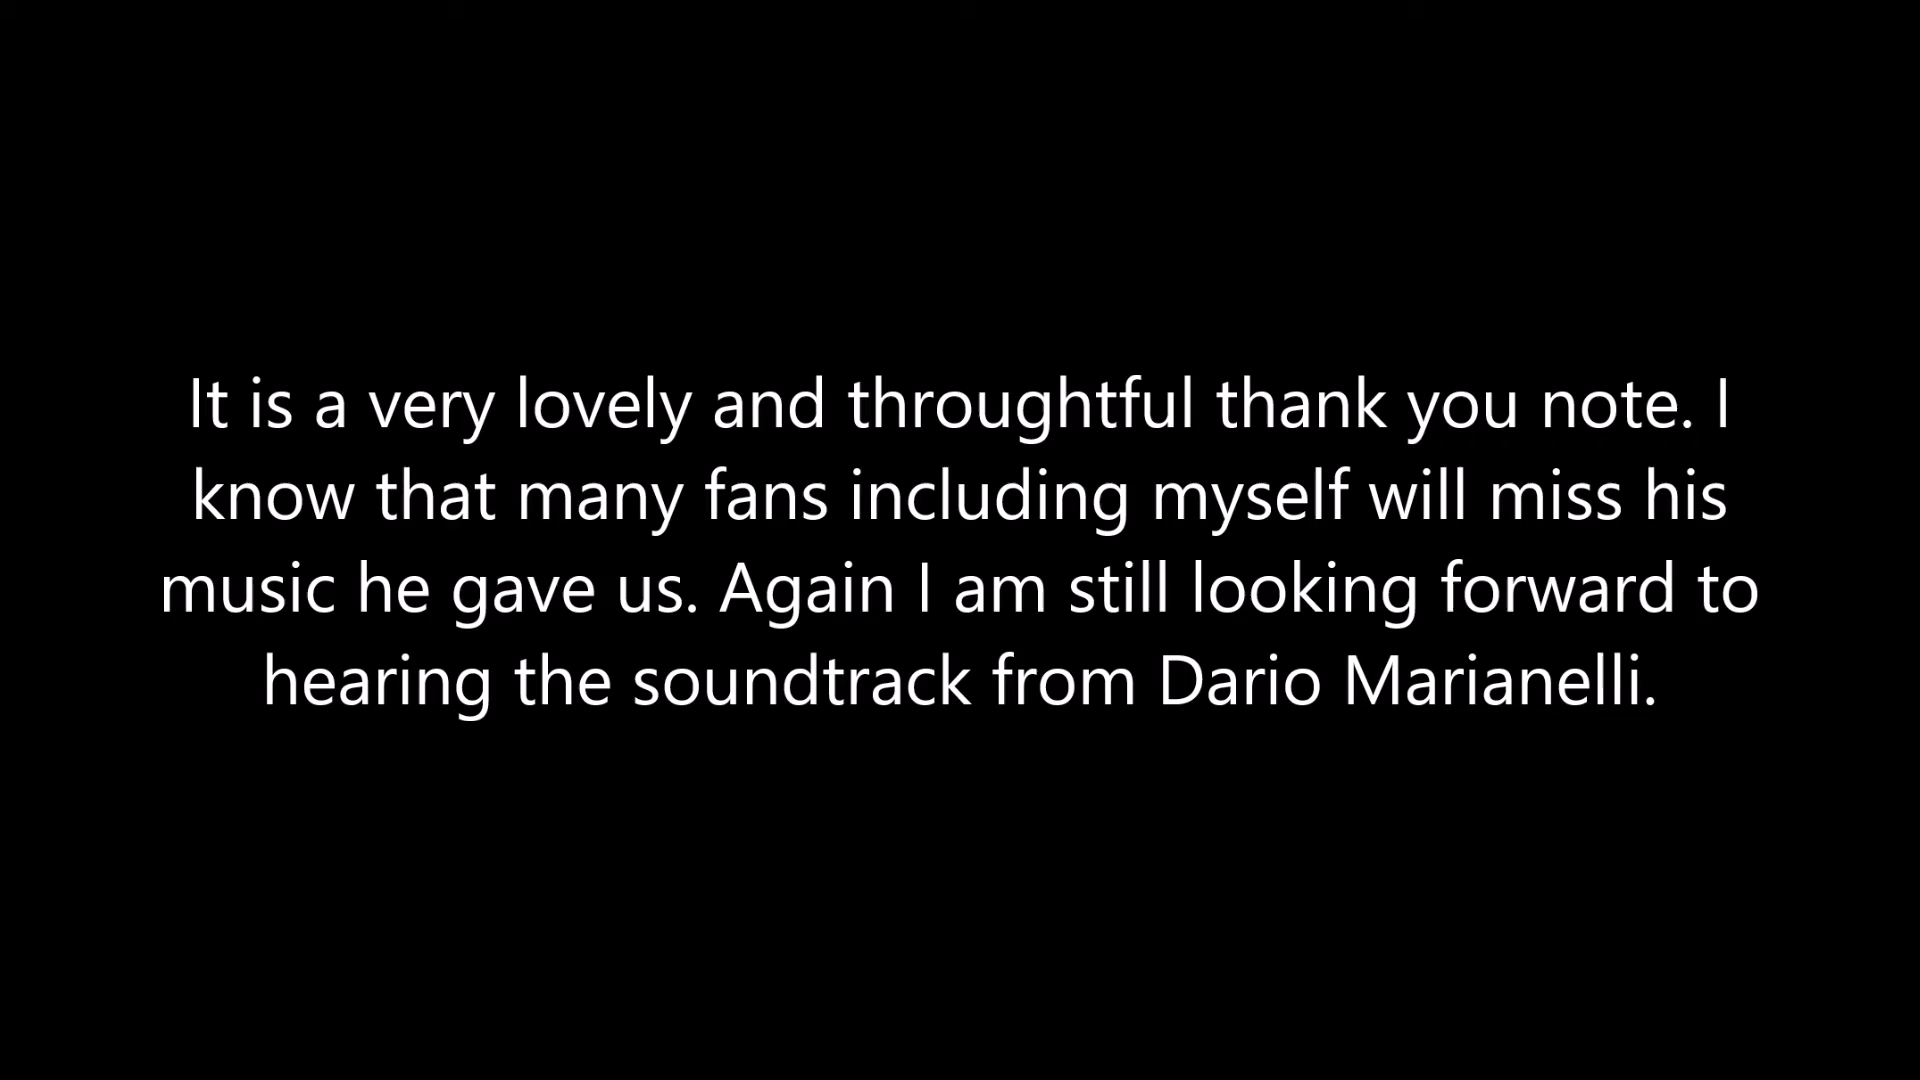 It is a very lovely and throughtful thank you note. I
know that many fans including myself will miss his
music he gave us. Again I am still looking forward to
hearing the soundtrack from Dario Marianelli.